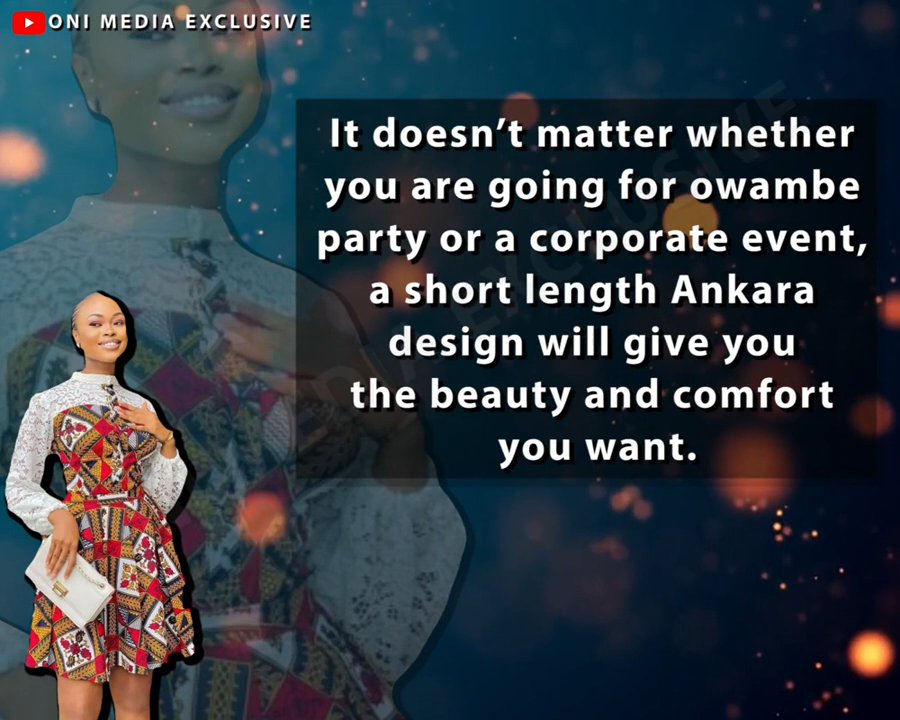 ONI MEDIA EXCLUSIVE
It doesn’t matter whether
you are going for owambe
party or a corporate event,
a short length Ankara
design will give you
the beauty and comfort
you want.